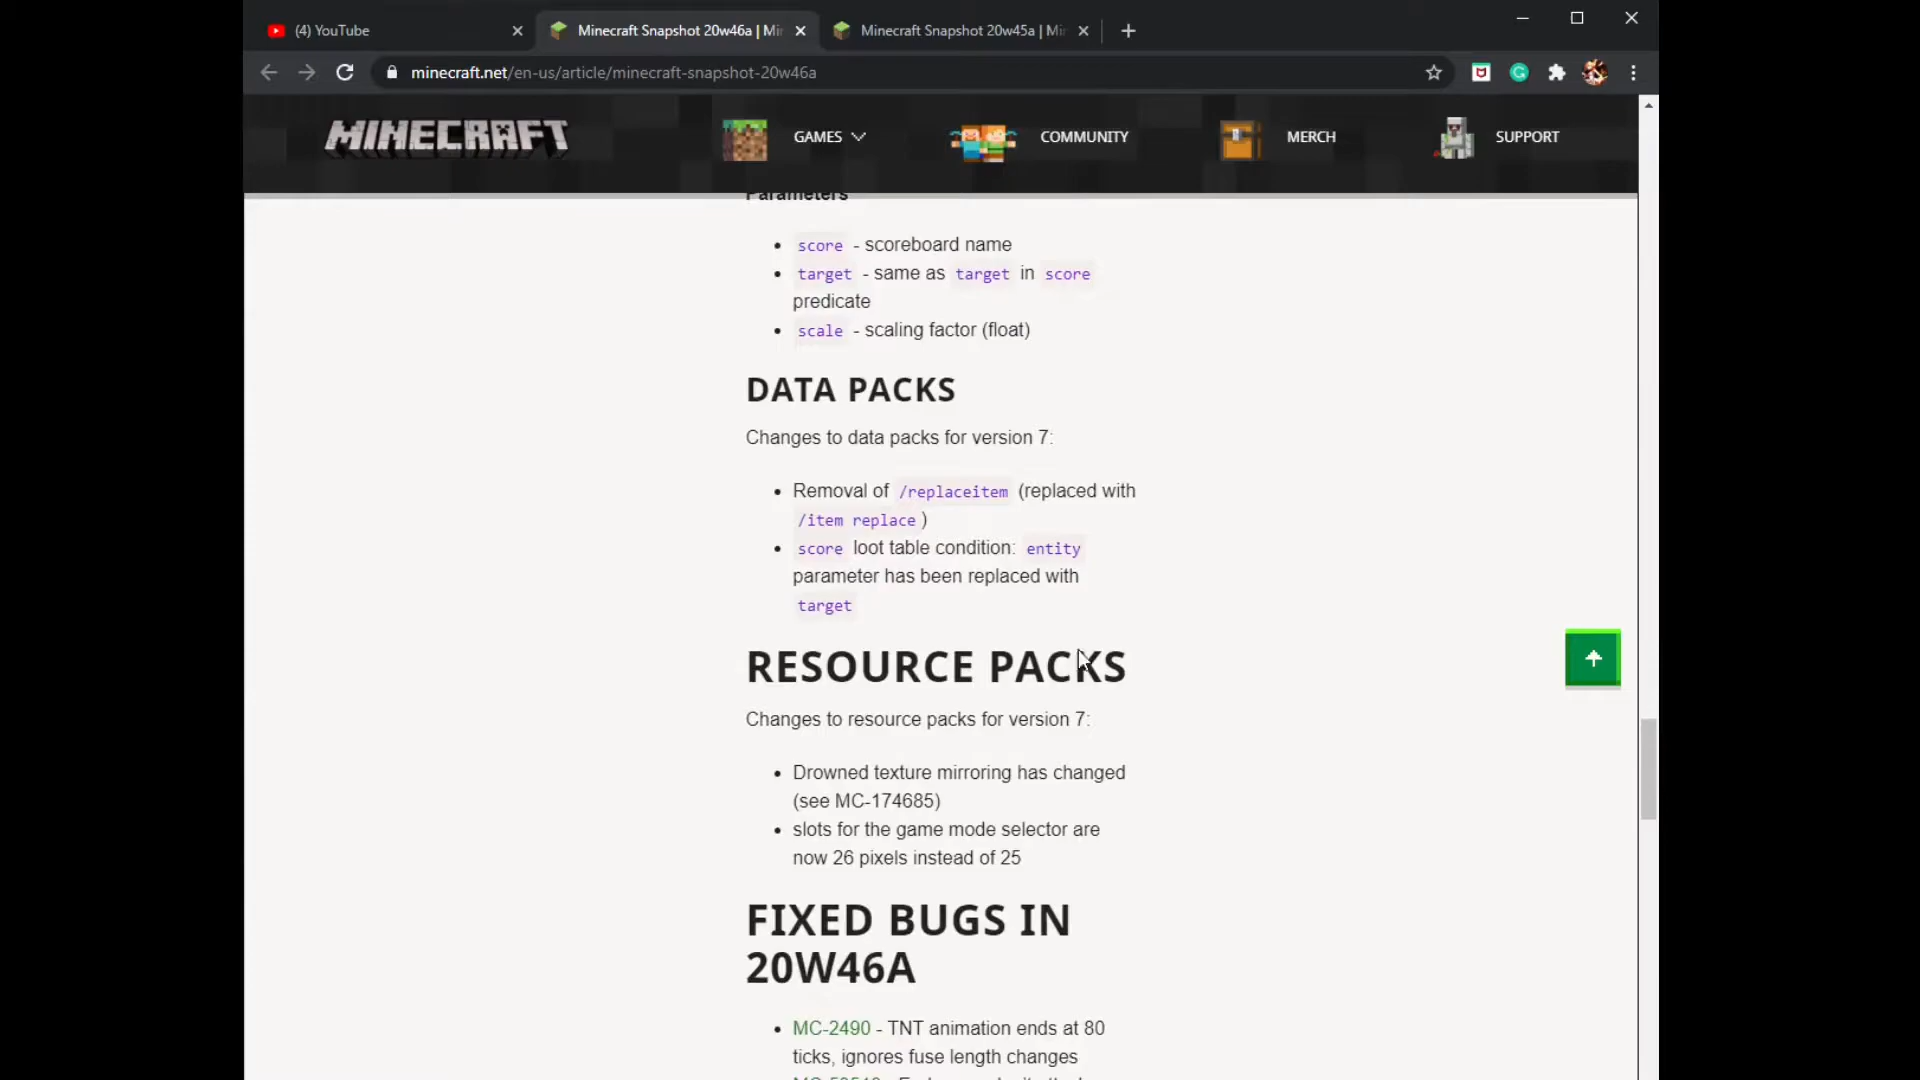 (4) YouTube
Minecraft Snapshot 20w46a | Mi
Minecraft Snapshot 20w45a | Mi
minecraft.net/en-us/article/minecraft-snapshot-20w46a
MINECRAFT
GAMES
COMMUNITY
MERCH
SUPPORT
Parameters
score - scoreboard name
target - same as target in score
predicate
scale - scaling factor (float)
DATA PACKS
Changes to data packs for version 7:
Removal of /replaceitem (replaced with
/item replace )
score loot table condition: entity
parameter has been replaced with
target
RESOURCE PACKS
Changes to resource packs for version 7:
Drowned texture mirroring has changed
(see MC-174685)
slots for the game mode selector are
now 26 pixels instead of 25
FIXED BUGS IN
20W46A
MC-2490 - TNT animation ends at 80
ticks, ignores fuse length changes